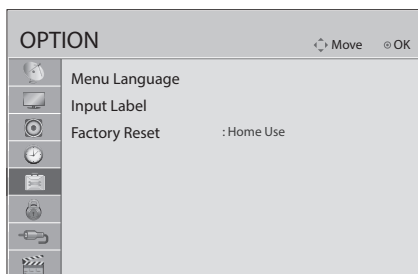 OPTION Move OK
Menu Language
Input Label
Factory Reset : Home Use